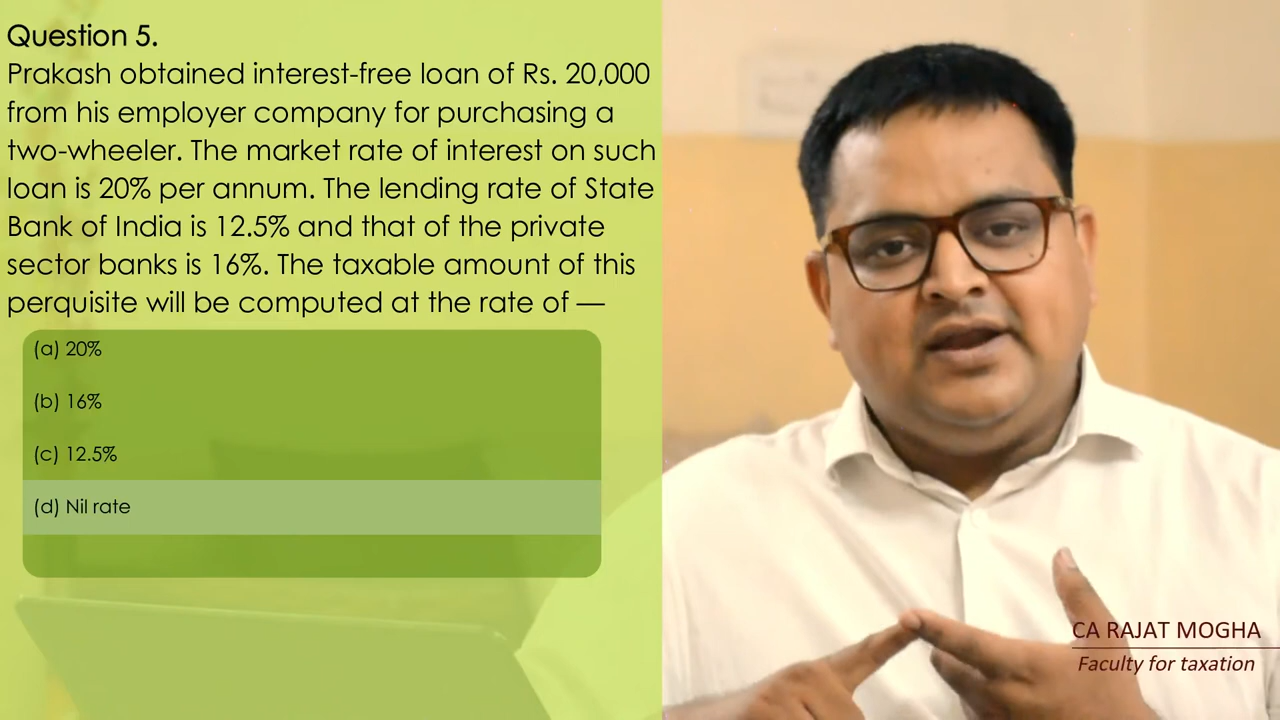 Question 5.
Prakash obtained interest-free loan of Rs. 20,000
from his employer company for purchasing a
two-wheeler. The market rate of interest on such
loan is 20% per annum. The lending rate of State
Bank of India is 12.5% and that of the private
sector banks is 16%. The taxable amount of this
perquisite will be computed at the rate of —
(a) 20%
(b) 16%
(c) 12.5%
(d) Nil rate
CA RAJAT MOGHA
Faculty for taxation